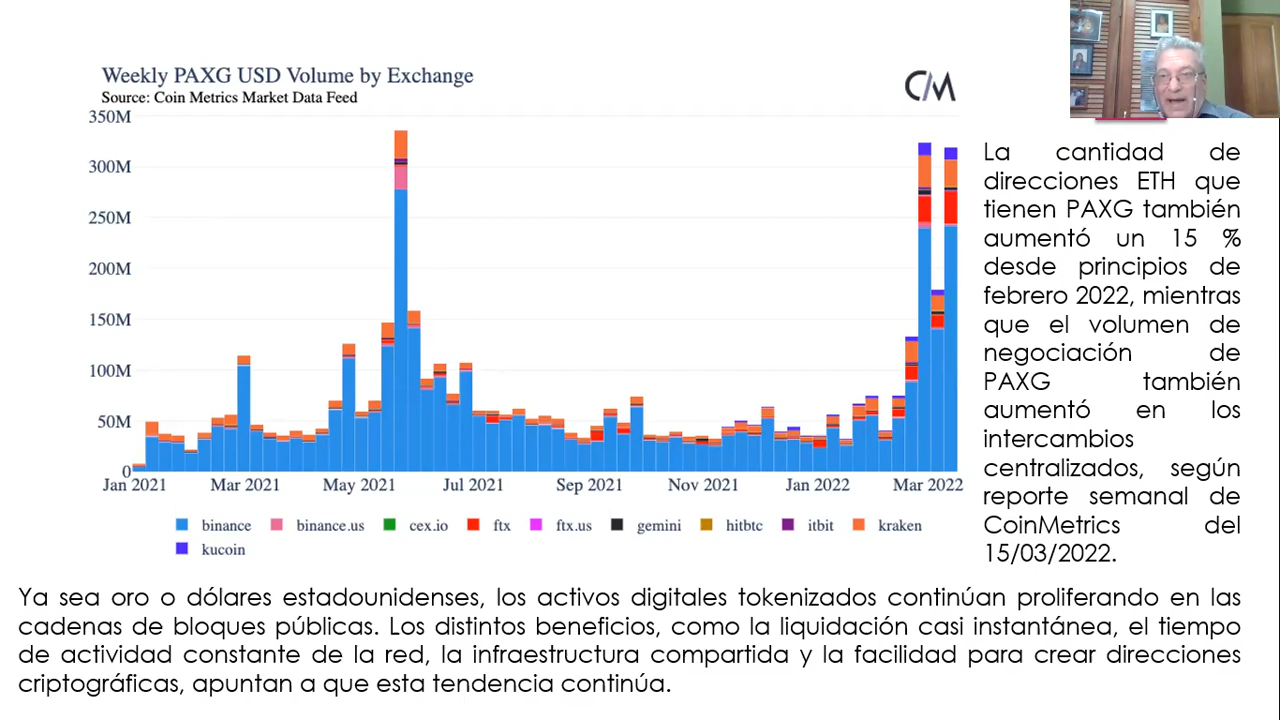 Weekly PAXG USD Volume by Exchange
Source: Coin Metrics Market Data Feed
CM
350M
300M
250M
200M
150M
100M
50M
0
Jan 2021 Mar 2021 May 2021 Jul 2021 Sep 2021 Nov 2021 Jan 2022 Mar 2022
binance binance.us cex.io ftx ftx.us gemini hitbtc itbit kraken
kucoin
La cantidad de
direcciones ETH que
tienen PAXG también
aumentó un 15 %
desde principios de
febrero 2022, mientras
que el volumen de
negociación de
PAXG también
aumentó en los
intercambios
centralizados, según
reporte semanal de
CoinMetrics del
15/03/2022.
Ya sea oro o dólares estadounidenses, los activos digitales tokenizados continúan proliferando en las
cadenas de bloques públicas. Los distintos beneficios, como la liquidación casi instantánea, el tiempo
de actividad constante de la red, la infraestructura compartida y la facilidad para crear direcciones
criptográficas, apuntan a que esta tendencia continúa.